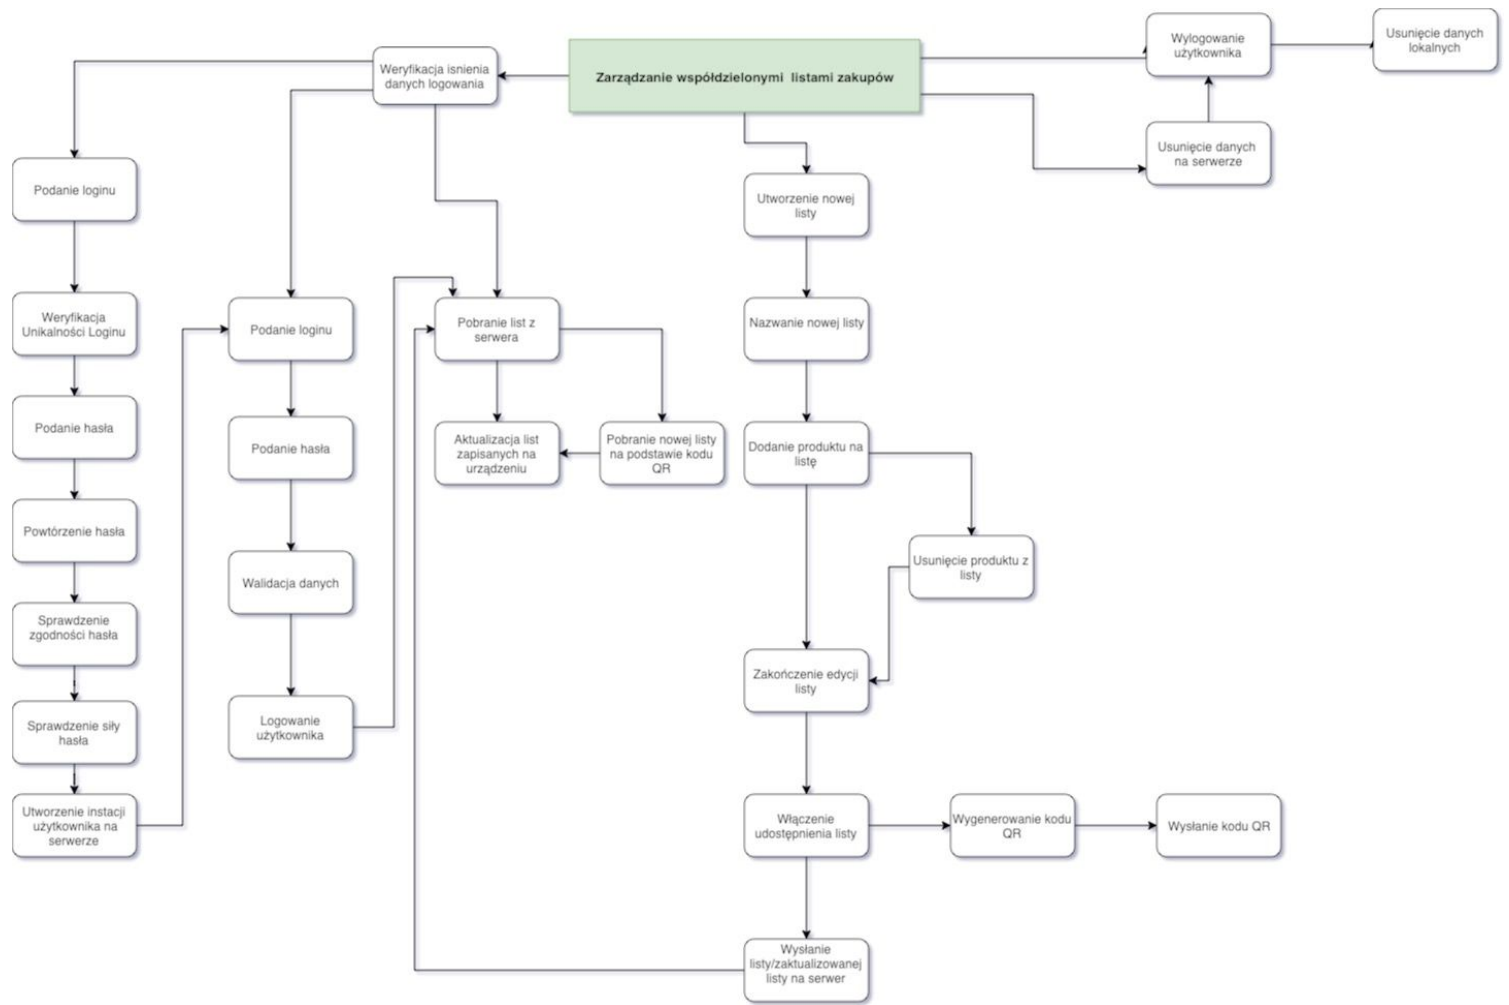 Weryfikacja isnienia
danych logowania
Zarządzanie współdzielonymi listami zakupów
Wylogowanie
użytkownika
Usunięcie danych
lokalnych
Usunięcie danych
na serwerze
Podanie loginu
Utworzenie nowej
listy
Weryfikacja
Unikalności Loginu
Podanie loginu
Pobranie list z
serwera
Nazwanie nowej listy
Podanie hasła
Podanie hasła
Aktualizacja list
zapisanych na
urządzeniu
Pobranie nowej listy
na podstawie kodu
QR
Dodanie produktu na
listę
Powtórzenie hasła
Walidacja danych
Usunięcie produktu z
listy
Sprawdzenie
zgodności hasła
Zakończenie edycji
listy
Sprawdzenie siły
hasła
Logowanie
użytkownika
Utworzenie instacji
użytkownika na
serwerze
Włączenie
udostępnienia listy
Wygenerowanie kodu
QR
Wysłanie kodu QR
Wysłanie
listy/zaktualizowanej
listy na serwer